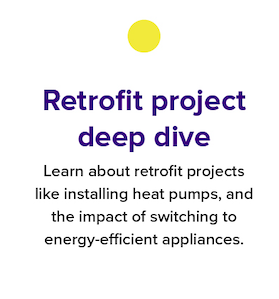 Retrofit project
deep dive
Learn about retrofit projects
like installing heat pumps, and
the impact of switching to
energy-efficient appliances.